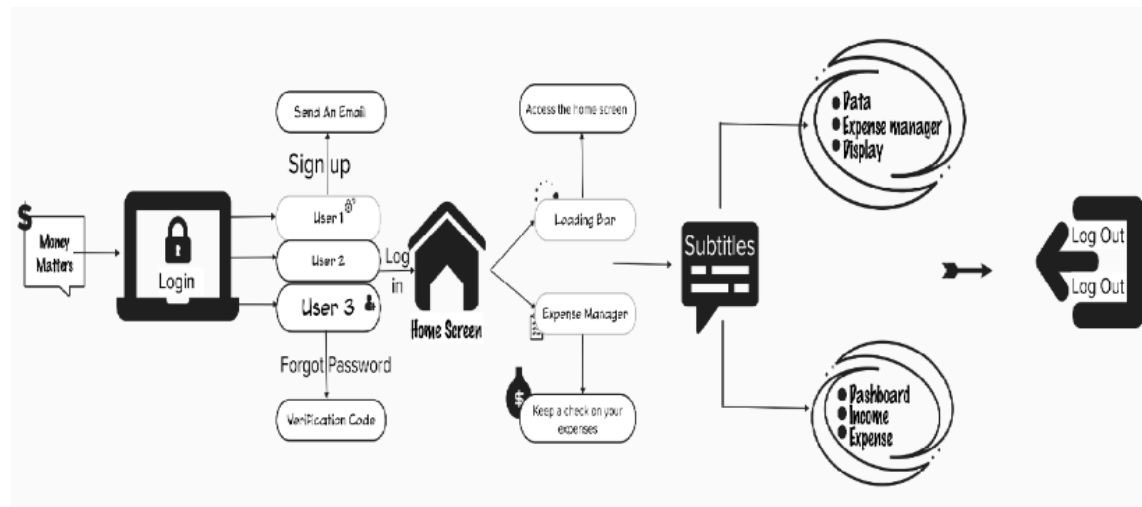 $
Money
Matters
Login
Send An Email
Sign up
User 1
User 2
User 3
Forgot Password
Verification Code
Log
in
Home Screen
Access the home screen
Loading Bar
Expense Manager
$
Keep a check on your
expenses
Subtitles
Data
Expense manager
Display
Dashboard
Income
Expense
Log Out
Log Out